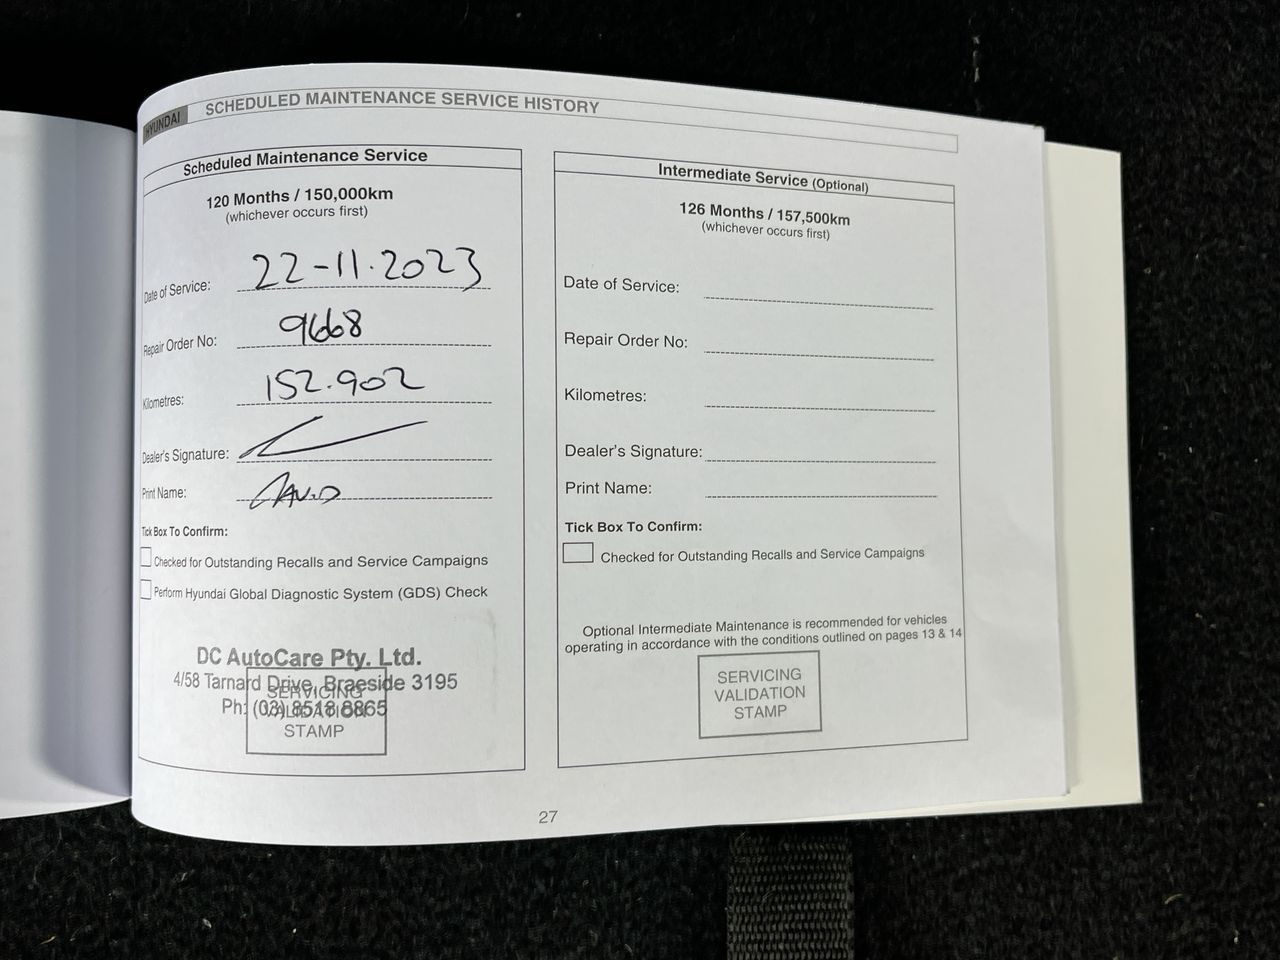 HYUNDAI
SCHEDULED MAINTENANCE SERVICE HISTORY
Scheduled Maintenance Service
120 Months / 150,000km
(whichever occurs first)
Date of Service: 22-11.2023
Repair Order No: 9668
Kilometres: 152.902
Dealer's Signature:
Print Name: DAVID
Tick Box To Confirm:
Checked for Outstanding Recalls and Service Campaigns
Perform Hyundai Global Diagnostic System (GDS) Check
DC AutoCare Pty. Ltd.
4/58 Tarnard Drive, Braeside 3195
Ph: (03) 8518 8865
SERVICING
VALIDATION
STAMP
Intermediate Service (Optional)
126 Months / 157,500km
(whichever occurs first)
Date of Service:
Repair Order No:
Kilometres:
Dealer's Signature:
Print Name:
Tick Box To Confirm:
Checked for Outstanding Recalls and Service Campaigns
Optional Intermediate Maintenance is recommended for vehicles
operating in accordance with the conditions outlined on pages 13 & 14
SERVICING
VALIDATION
STAMP
27